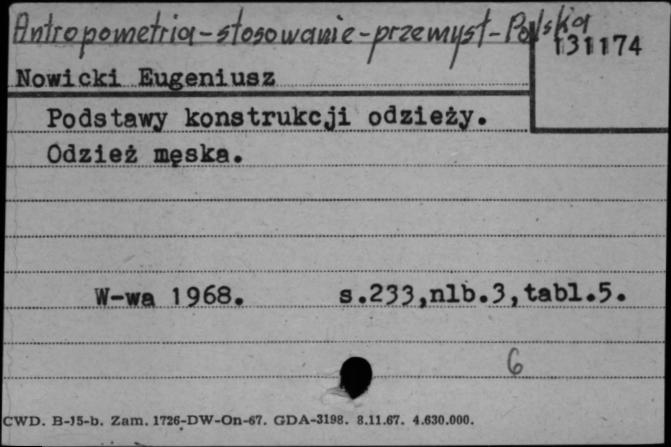 Antropometria-stosowanie-przemysł-Polska
131174
Nowicki Eugeniusz
Podstawy konstrukcji odzieży.
Odzież męska.
W-wa 1968. s.233,nlb.3,tabl.5.
6
CWD. B-15-b. Zam. 1726-DW-On-67. GDA-3198. 8.11.67. 4.630.000.